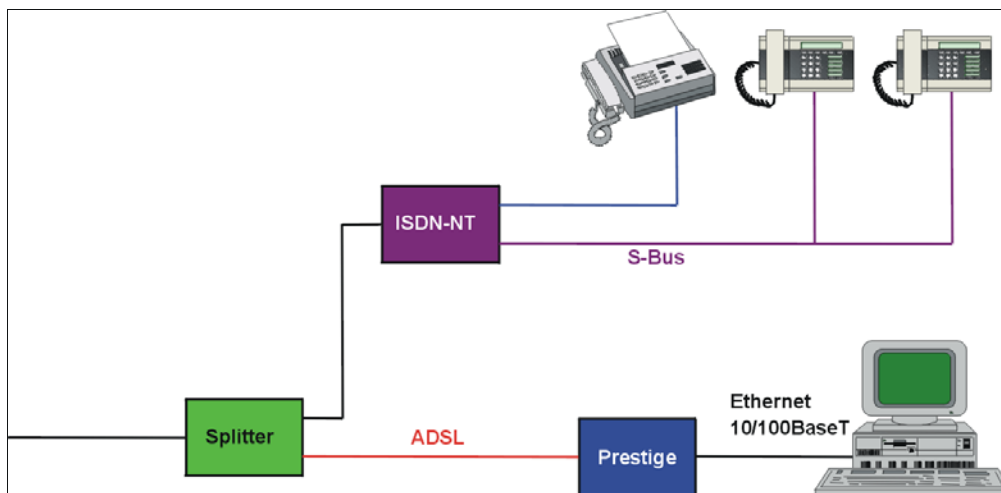 ISDN-NT
S-Bus
Splitter
ADSL
Prestige
Ethernet
10/100BaseT